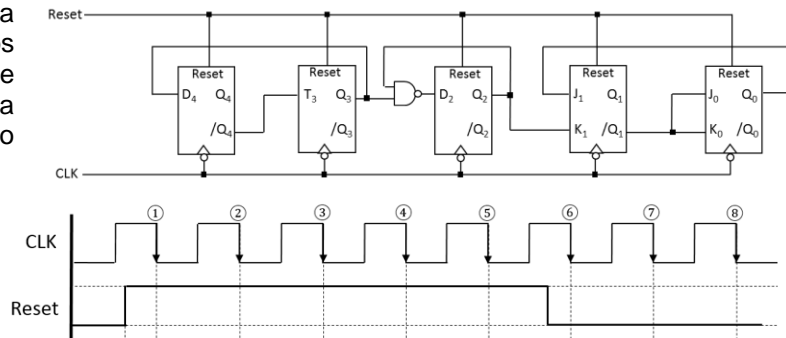 a
os
e
a
o
Reset
Reset Reset Reset Reset Reset
D4 Q4 T3 Q3 D2 Q2 J1 Q1 J0 Q0
/Q4 /Q3 /Q2 K1 /Q1 K0 /Q0
CLK
① ② ③ ④ ⑤ ⑥ ⑦ ⑧
CLK
Reset